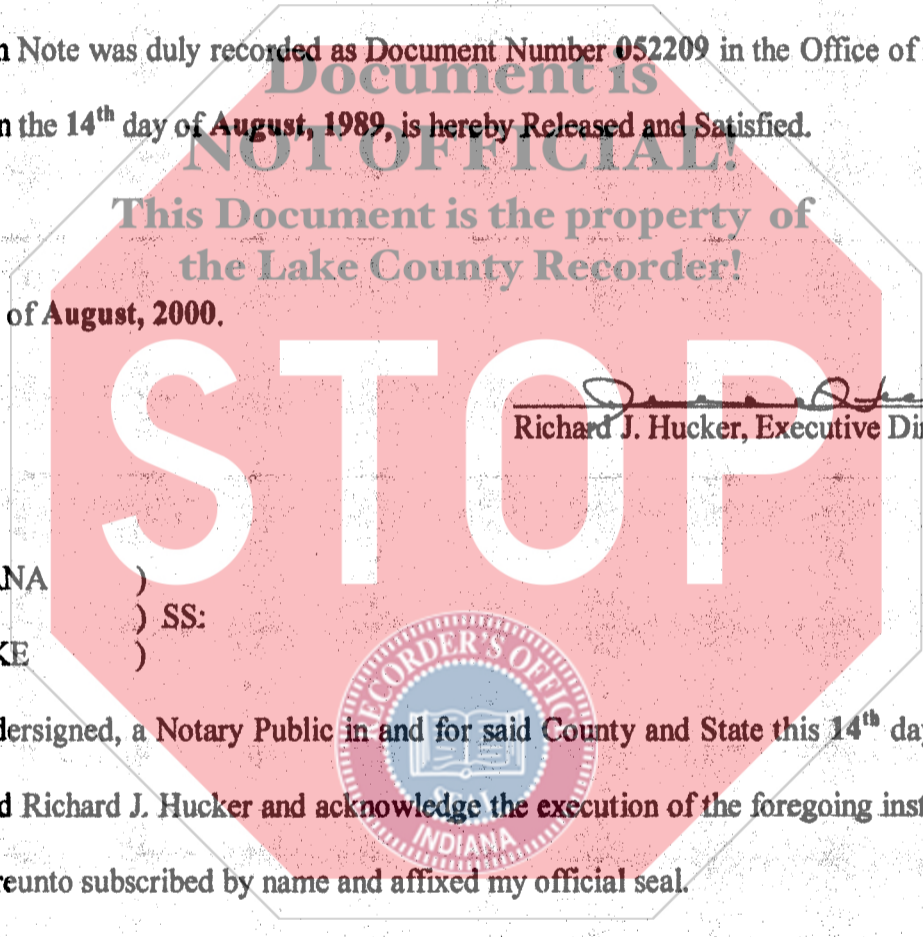 n Note was duly recorded as Document Number 052209 in the Office of
Document is
n the 14th day of August, 1989, is hereby Released and Satisfied.
NOT OFFICIAL!
This Document is the property of
the Lake County Recorder!
of August, 2000.
STOP
Richard J. Hucker, Executive Dir
ANA )
) SS:
KE )
RECORDER'S OFFICE
dersigned, a Notary Public in and for said County and State this 14th day
SEAL
d Richard J. Hucker and acknowledge the execution of the foregoing inst
INDIANA
reunto subscribed by name and affixed my official seal.